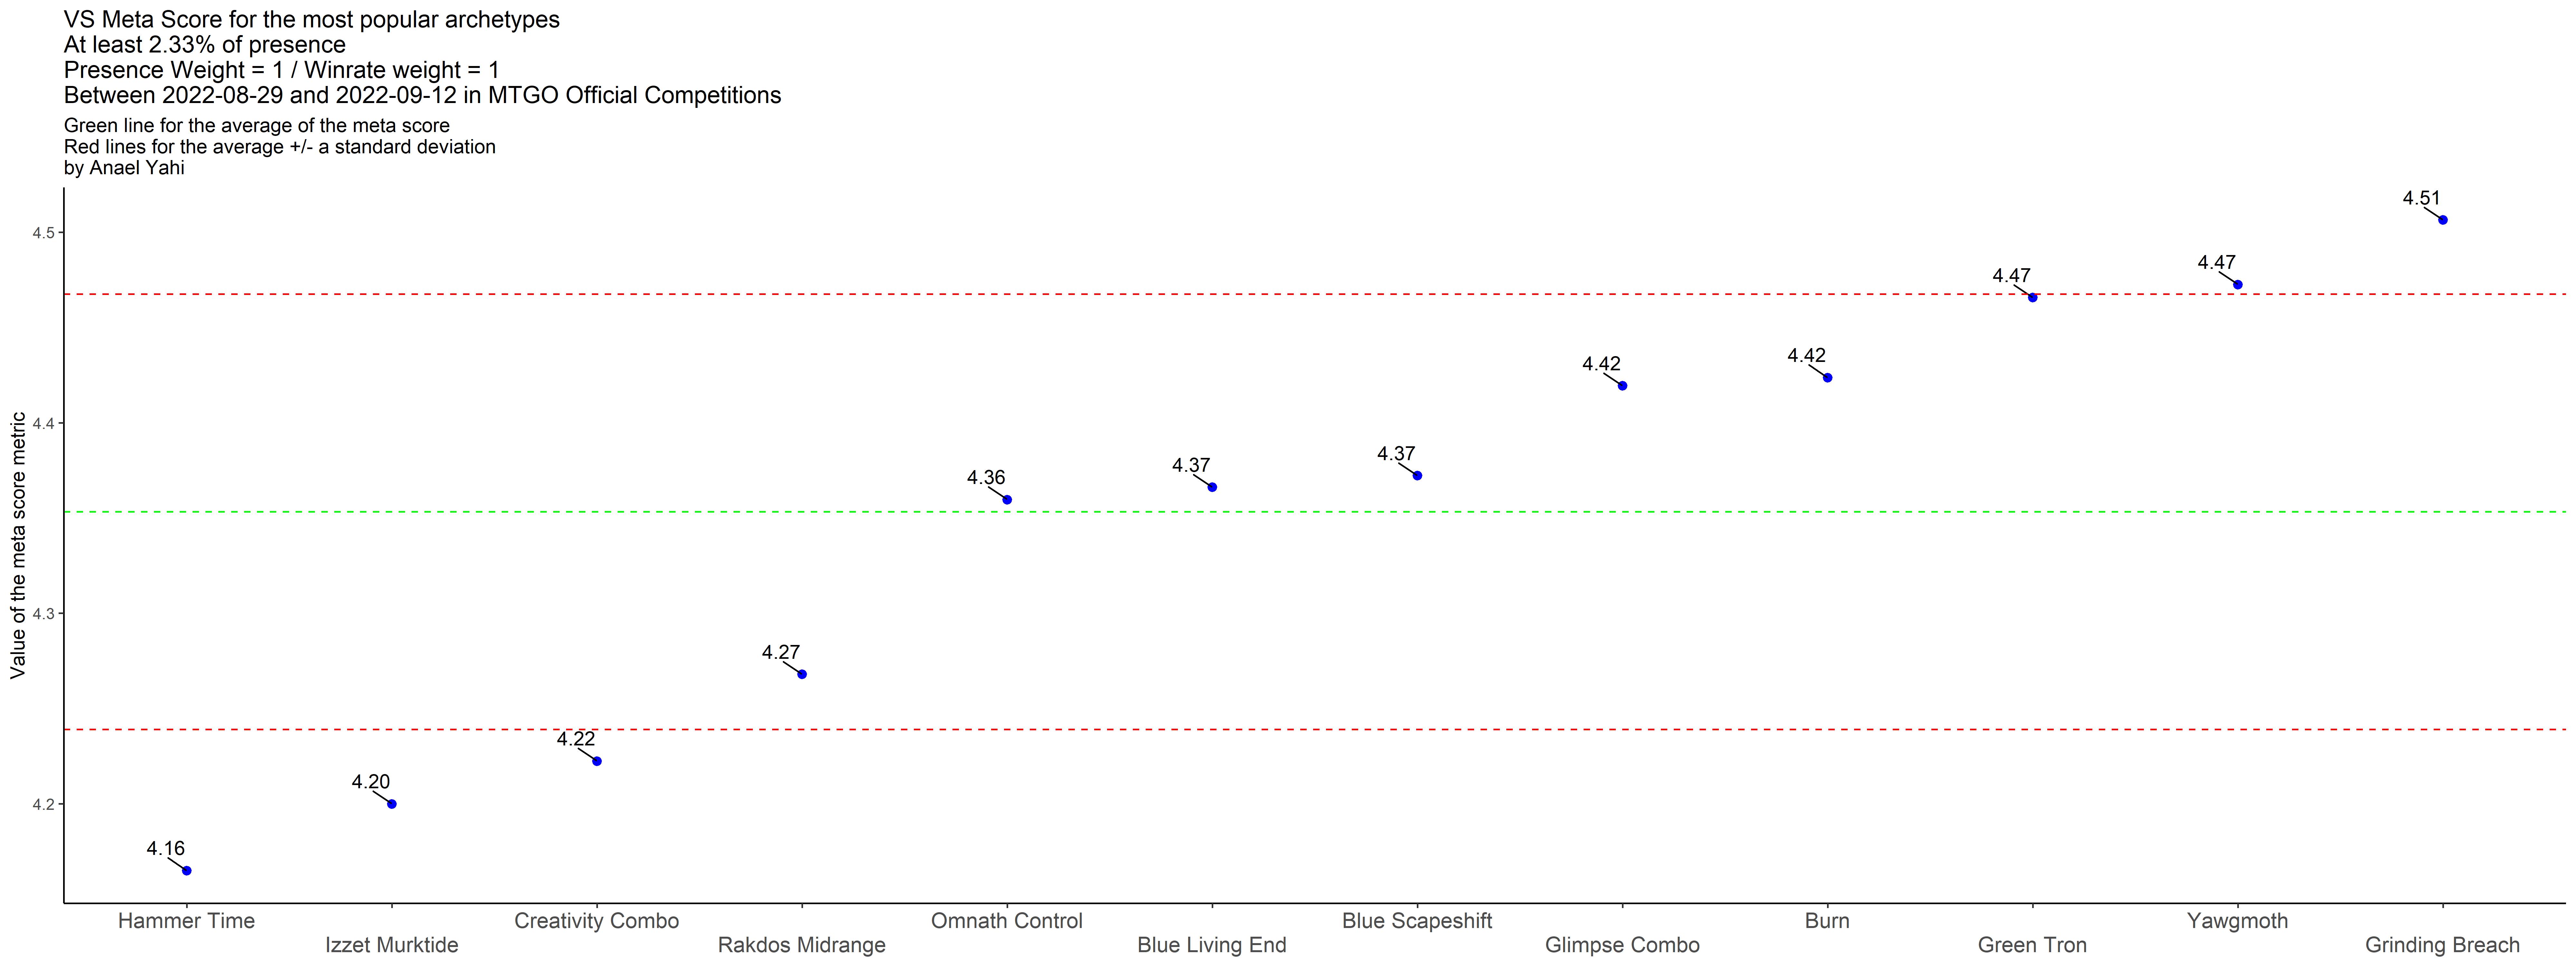 VS Meta Score for the most popular archetypes
At least 2.33% of presence
Presence Weight = 1 / Winrate weight = 1
Between 2022-08-29 and 2022-09-12 in MTGO Official Competitions
Green line for the average of the meta score
Red lines for the average +/- a standard deviation
by Anael Yahi
Value of the meta score metric
4.5
4.4
4.3
4.2
4.16
4.20
4.22
4.27
4.36
4.37
4.37
4.42
4.42
4.47
4.47
4.51
Hammer Time
Izzet Murktide
Creativity Combo
Rakdos Midrange
Omnath Control
Blue Living End
Blue Scapeshift
Glimpse Combo
Burn
Green Tron
Yawgmoth
Grinding Breach